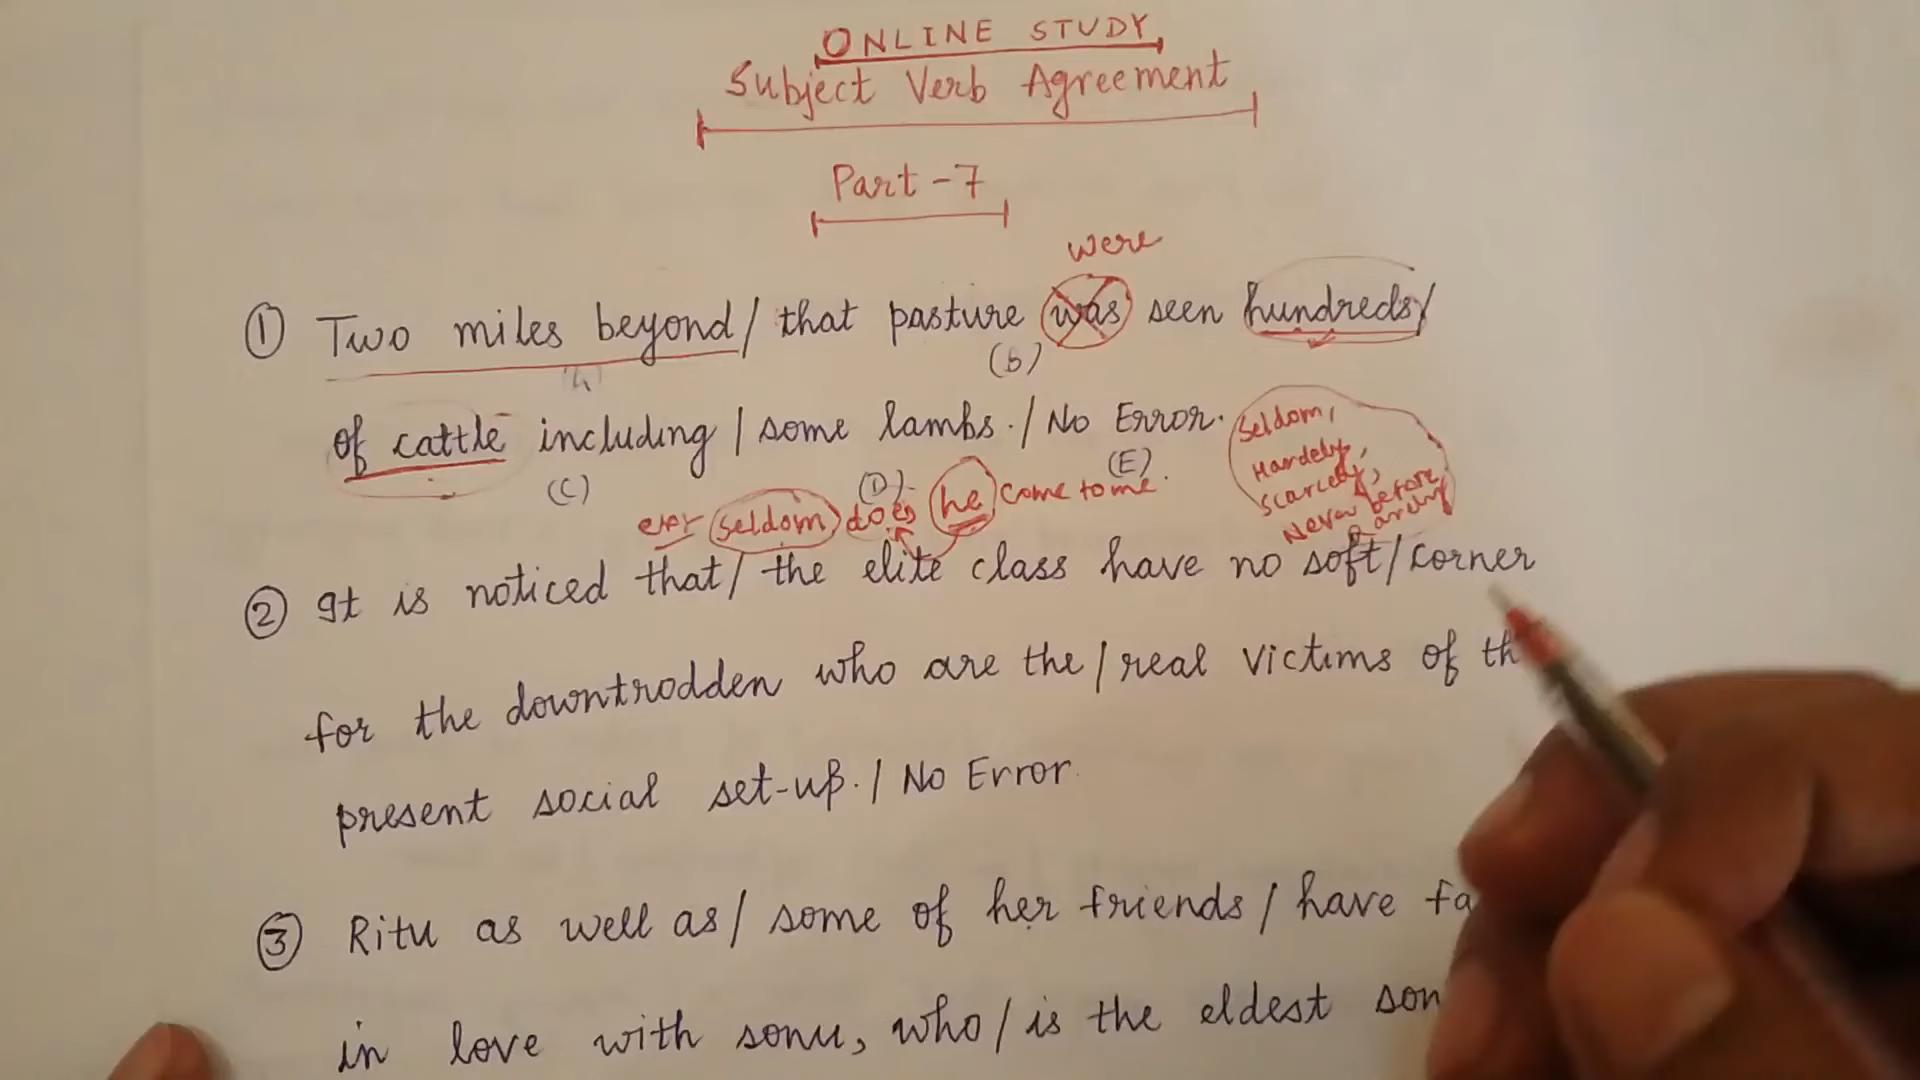 ONLINE STUDY
Subject Verb Agreement
Part-7
were
① Two miles beyond/ that pasture was seen hundreds/
(B)
of cattle including / some lambs. / No Error.
(C) (D) (E)
Seldom,
Hardely,
Scarcely,
Never before
seldom does he come to me.
② It is noticed that/ the elite class have no soft/corner
for the downtrodden who are the / real victims of th
present social set-up. / No Error
③ Ritu as well as/ some of her friends / have fa
in love with sonu, who / is the eldest son